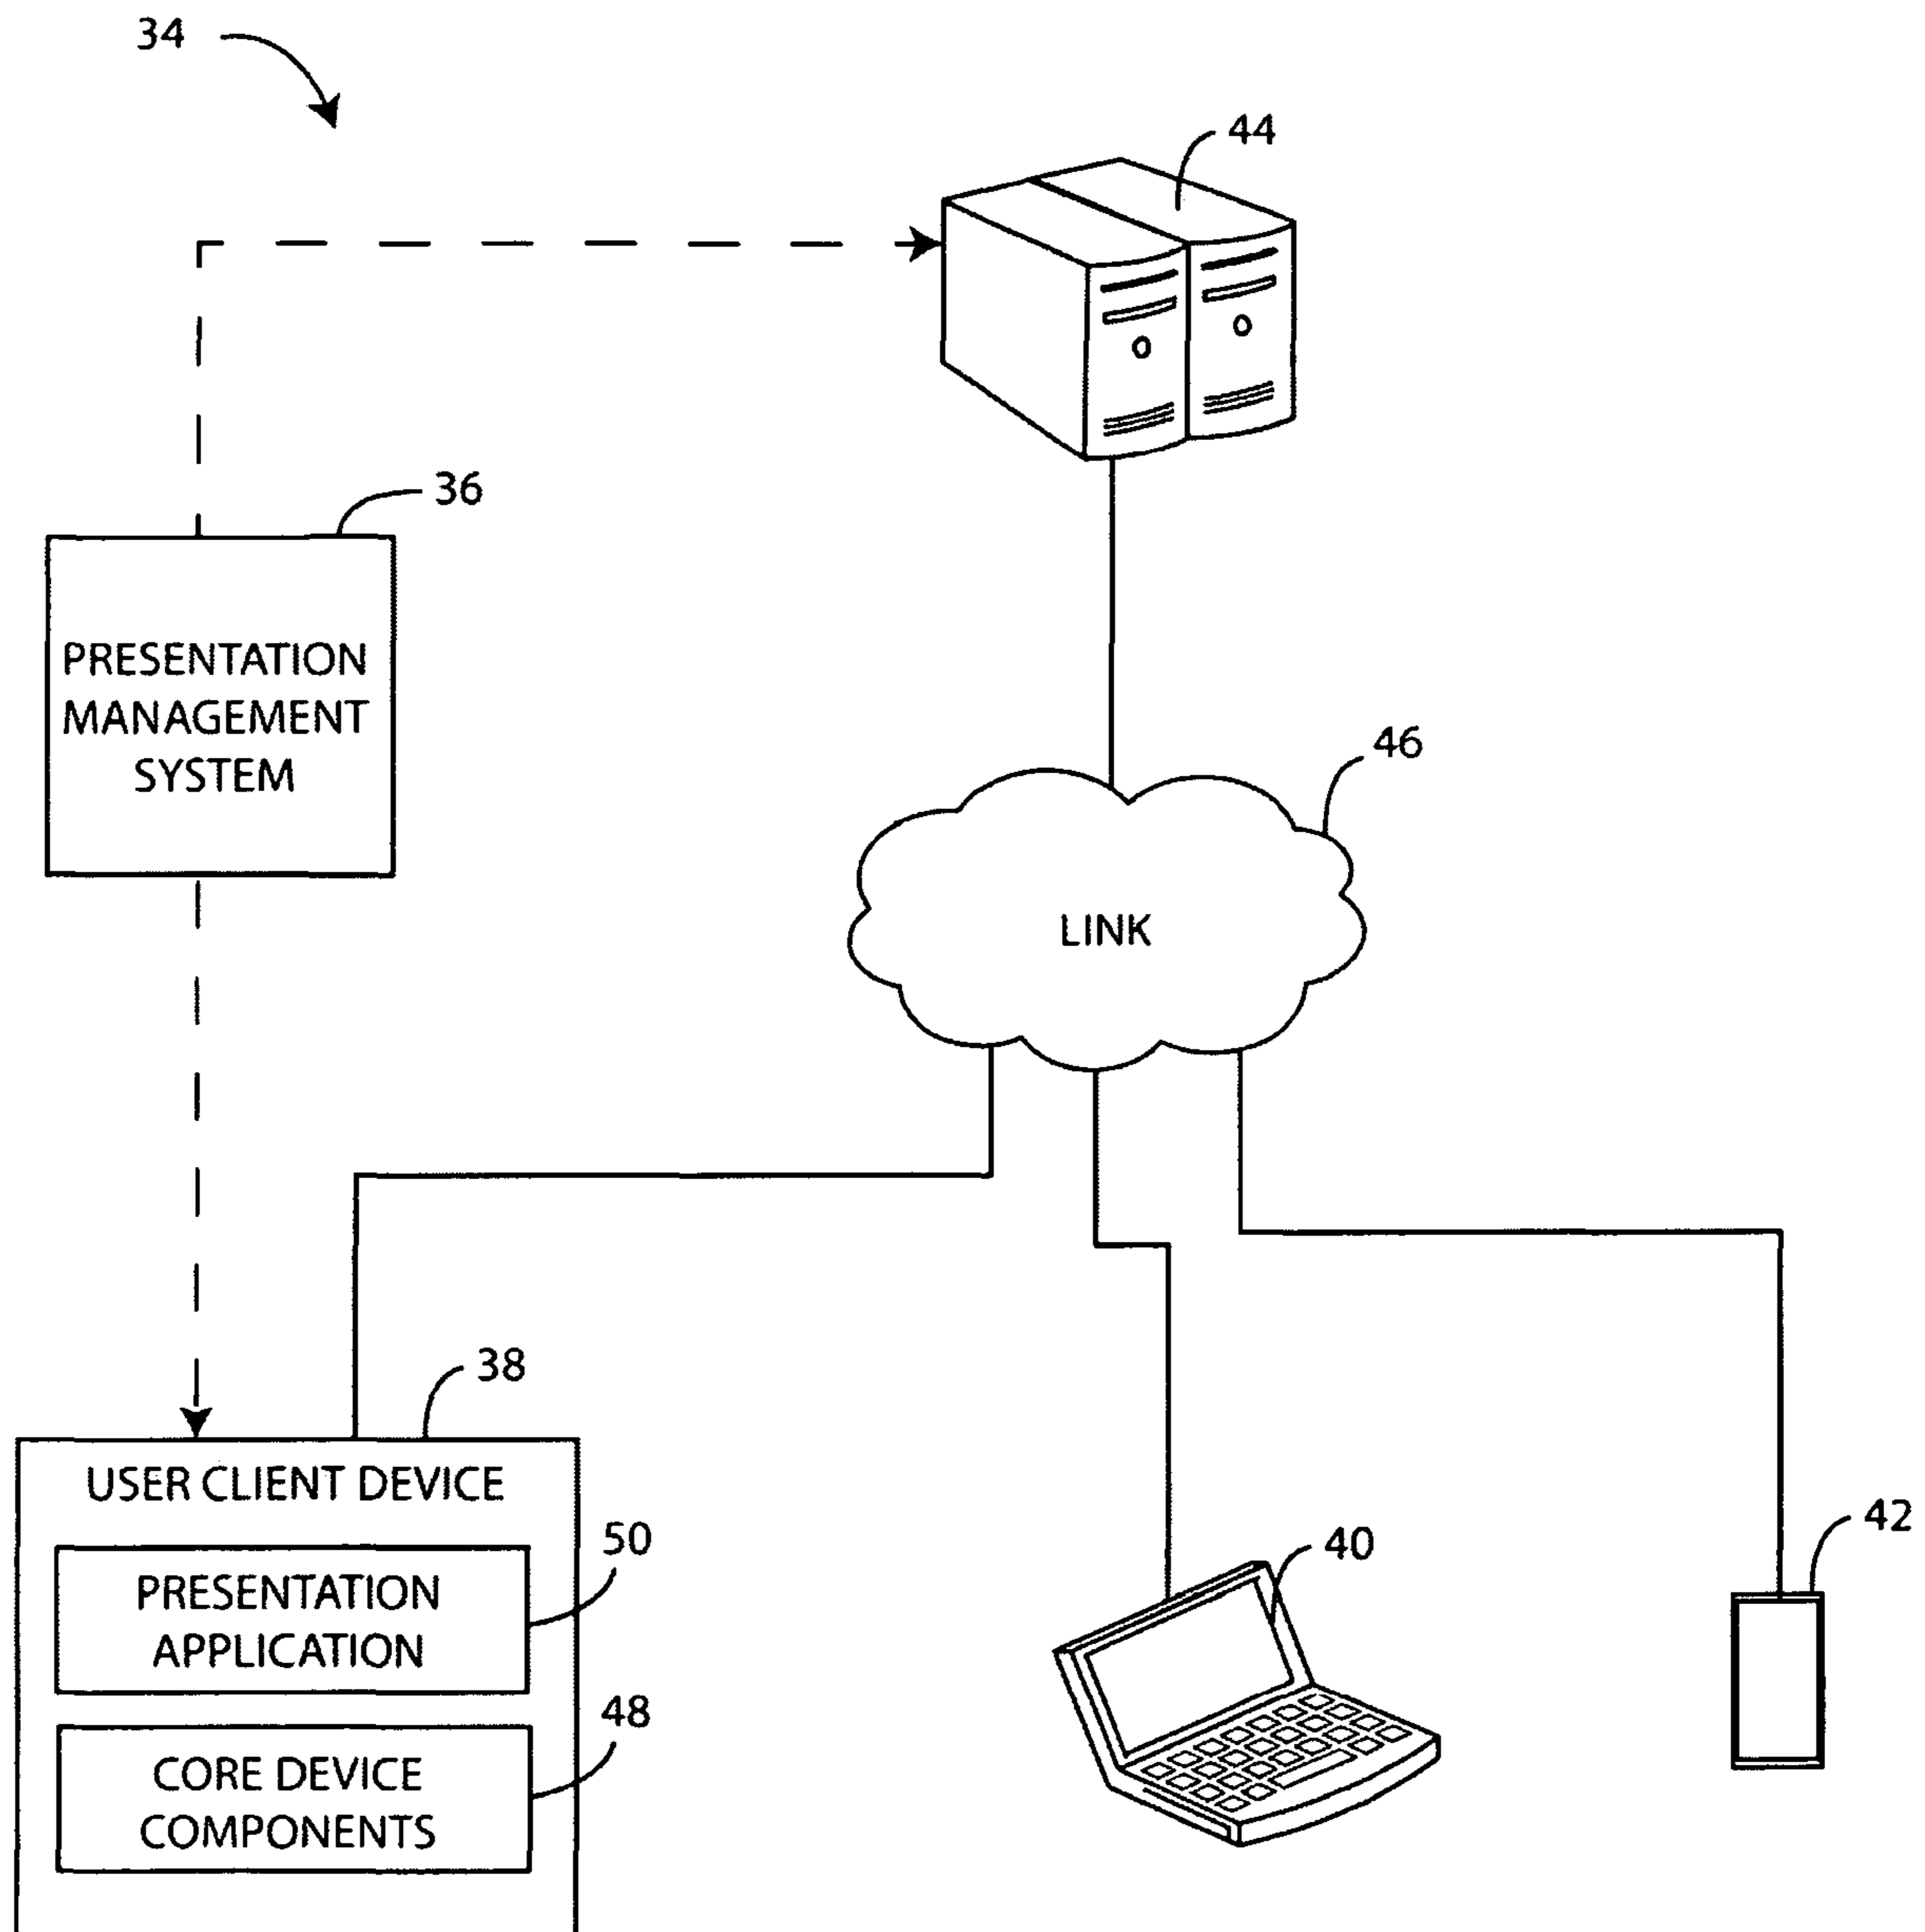 34
44
36
PRESENTATION
MANAGEMENT
SYSTEM
46
LINK
38
USER CLIENT DEVICE
50
PRESENTATION
APPLICATION
48
CORE DEVICE
COMPONENTS
40
42